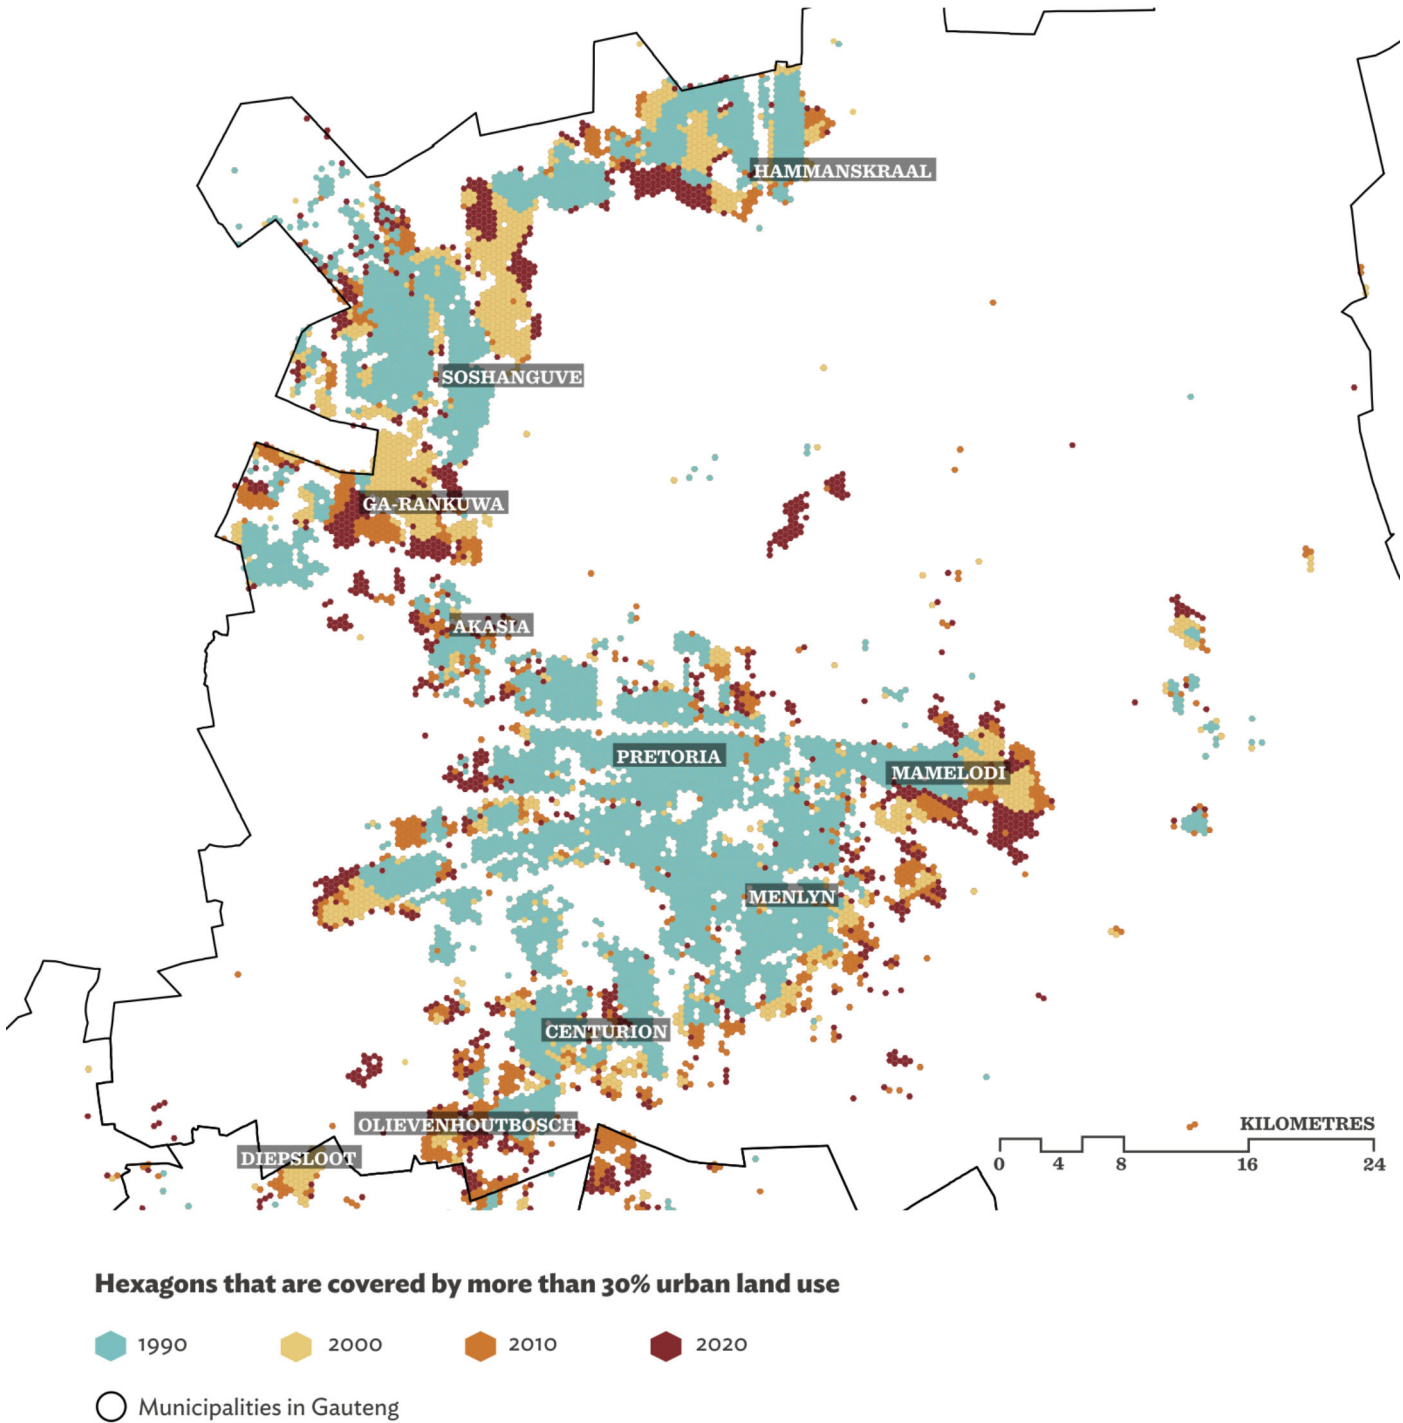 HAMMANSKRAAL
SOSHANGUVE
GA-RANKUWA
AKASIA
PRETORIA
MAMELODI
MENLYN
CENTURION
OLIEVENHOUTBOSCH
DIEPSLOOT
KILOMETRES
0 4 8 16 24
Hexagons that are covered by more than 30% urban land use
1990 2000 2010 2020
Municipalities in Gauteng